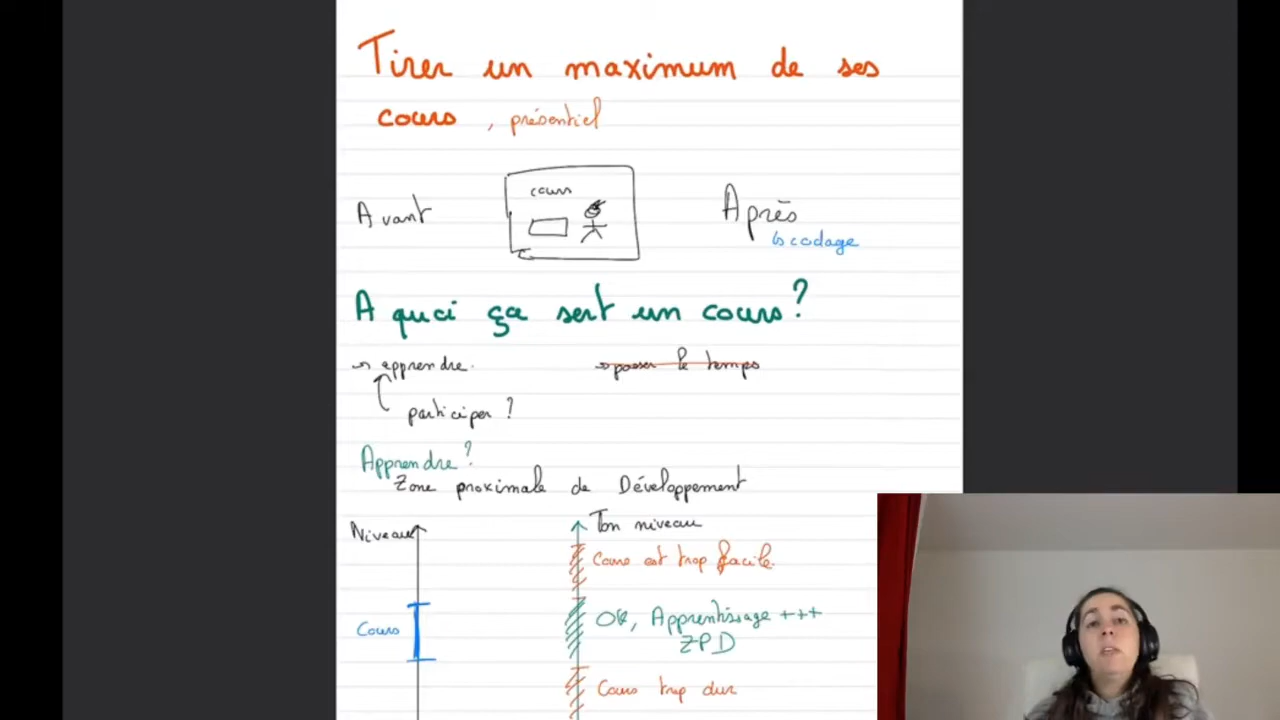 Tirer un maximum de ses
cours, présentiel
Avant
cours
Après
↳ codage
A quoi ça sert un cours?
→ apprendre.
→ passer le temps
participer ?
Apprendre?
Zone proximale de Développement
Niveau
Ton niveau
Cours est trop facile.
OK, Apprentissage +++
ZPD
Cours
Cours trop dur